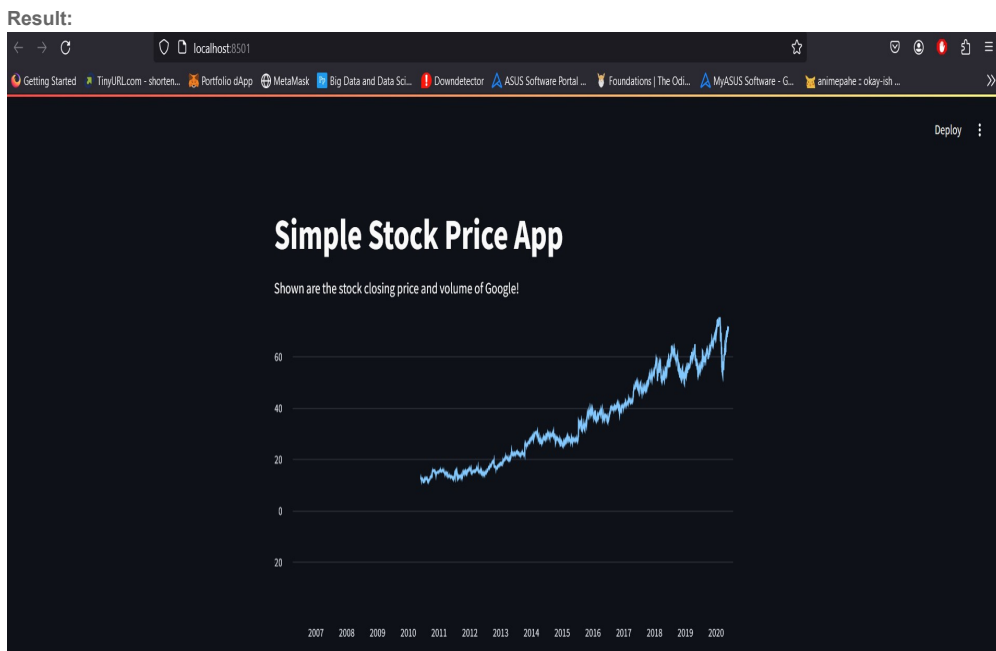 Result:
localhost:8501
Getting Started TinyURL.com - shorten... Portfolio dApp MetaMask Big Data and Data Sci... Downdetector ASUS Software Portal ... Foundations | The Odi... MyASUS Software - G... animepahe :: okay-ish ...
Deploy
Simple Stock Price App
Shown are the stock closing price and volume of Google!
60
40
20
0
20
2007 2008 2009 2010 2011 2012 2013 2014 2015 2016 2017 2018 2019 2020